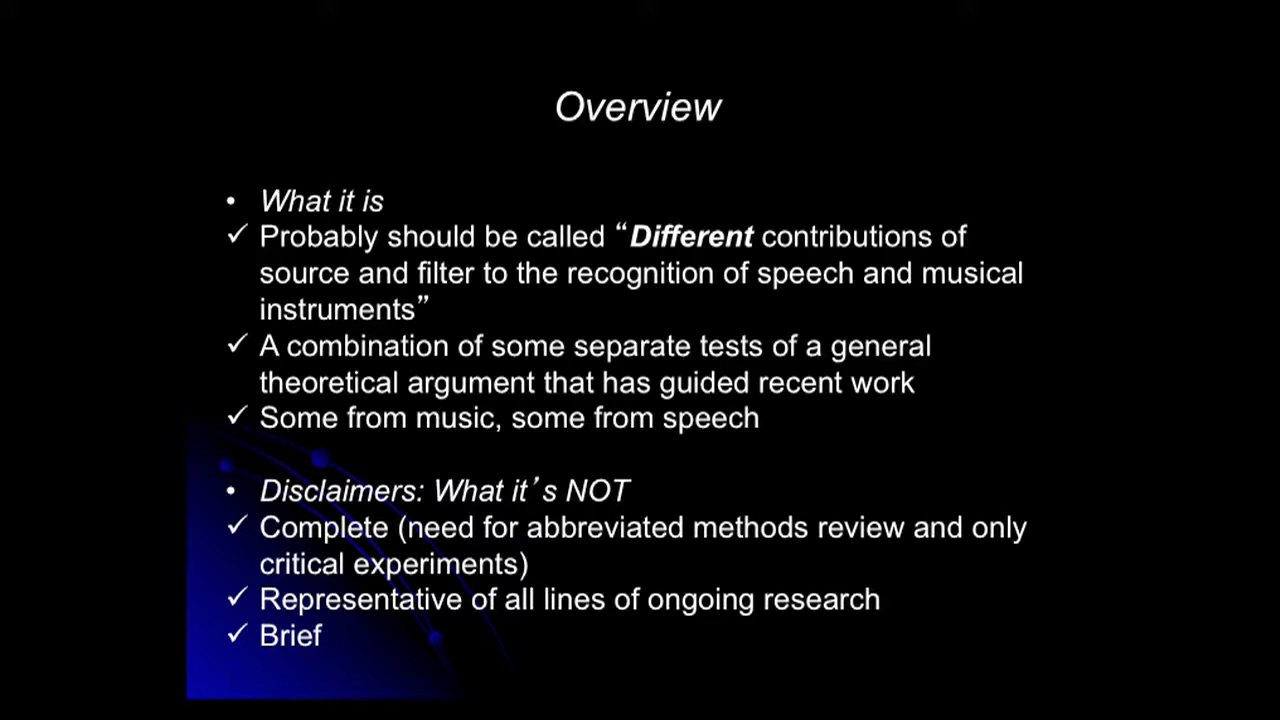 Overview
• What it is
✓ Probably should be called “Different contributions of
source and filter to the recognition of speech and musical
instruments”
✓ A combination of some separate tests of a general
theoretical argument that has guided recent work
✓ Some from music, some from speech
• Disclaimers: What it’s NOT
✓ Complete (need for abbreviated methods review and only
critical experiments)
✓ Representative of all lines of ongoing research
✓ Brief